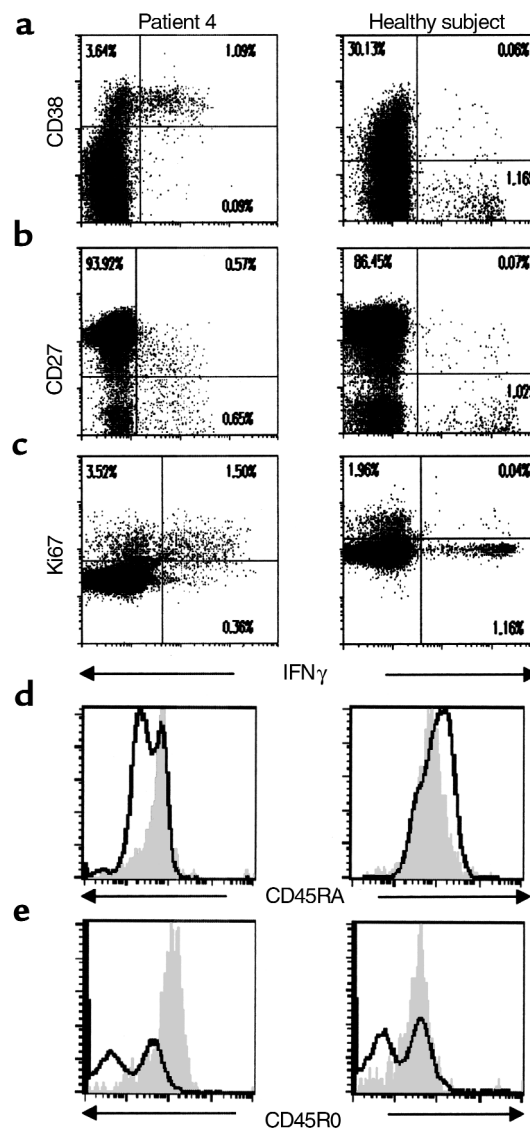 Patient 4 Healthy subject
a
3.64% 1.09% 30.13% 0.06%
CD38
0.09% 1.16%
b
93.92% 0.57% 86.45% 0.07%
CD27
0.65% 1.02%
c
3.52% 1.50% 1.96% 0.04%
Ki67
0.36% 1.16%
IFNγ
d
CD45RA
e
CD45R0